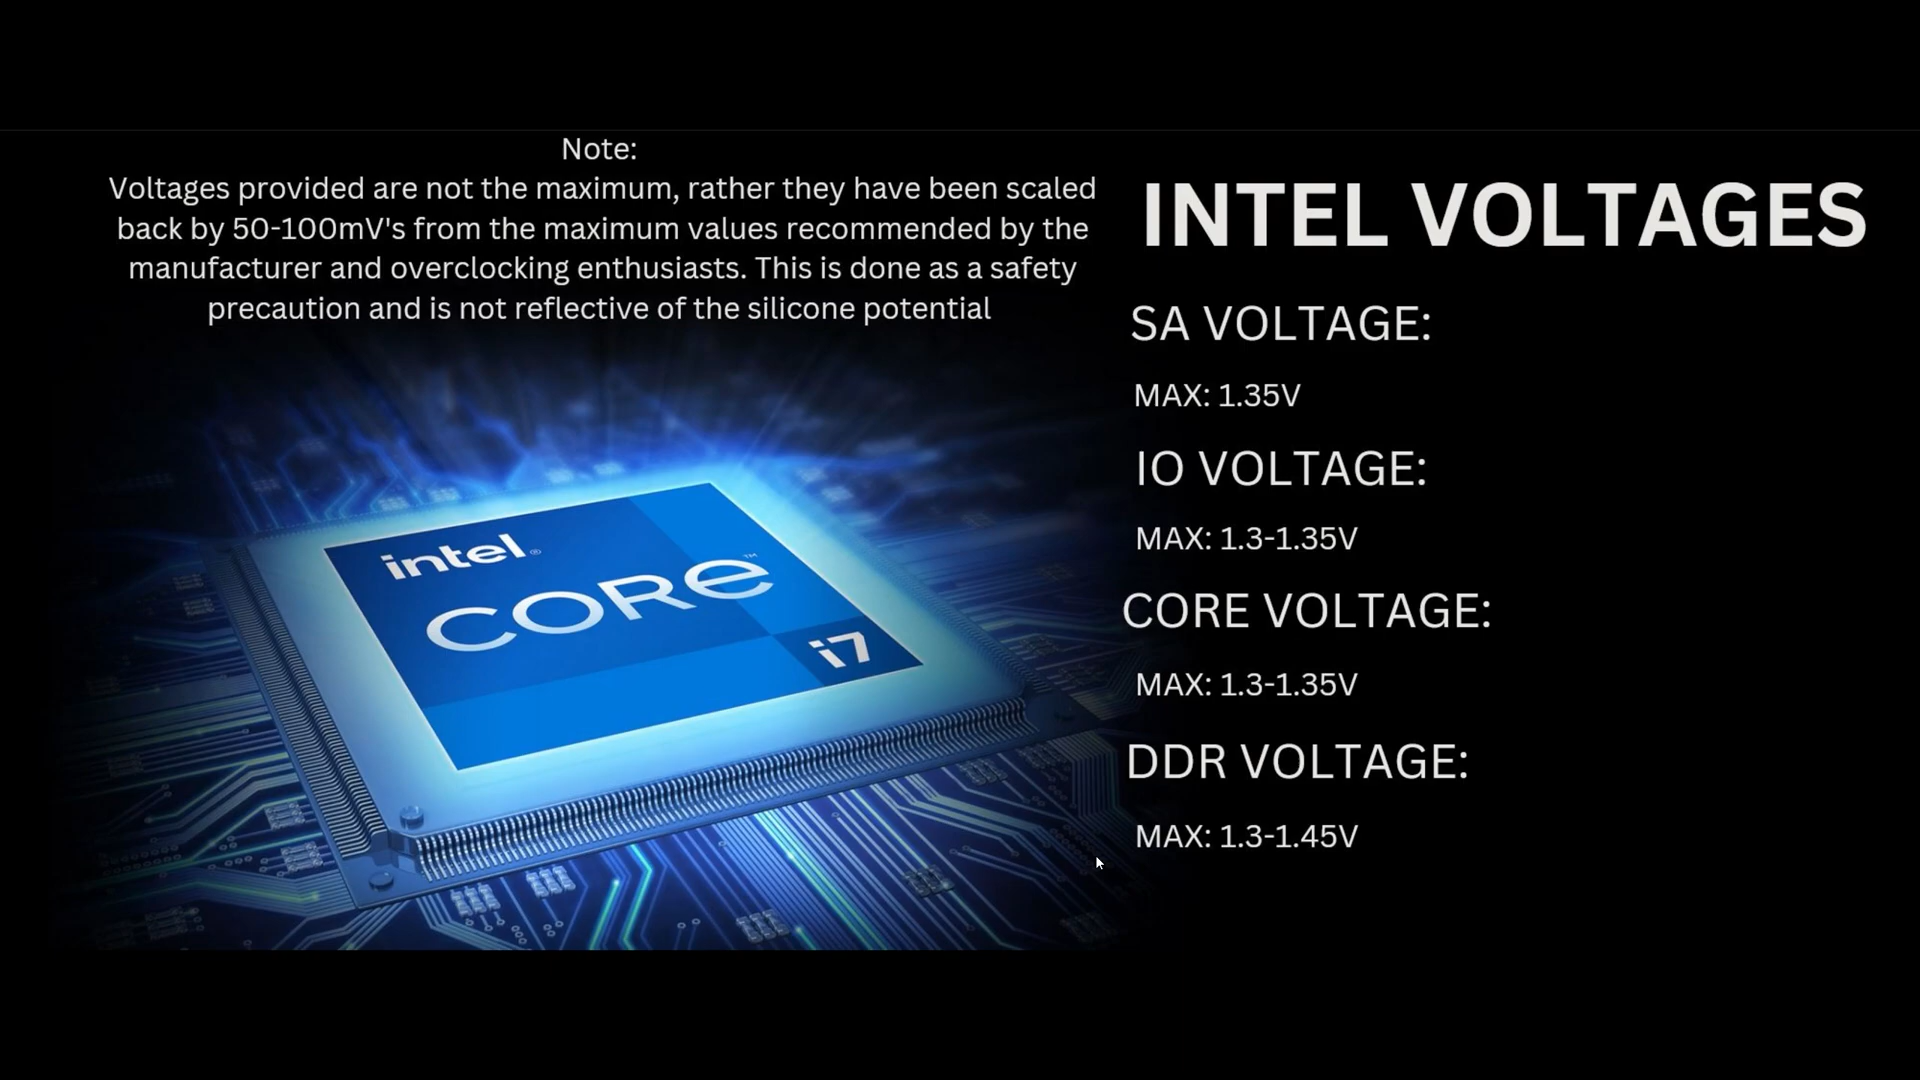 Note:
Voltages provided are not the maximum, rather they have been scaled
back by 50-100mV's from the maximum values recommended by the
manufacturer and overclocking enthusiasts. This is done as a safety
precaution and is not reflective of the silicone potential
intel®
CORE™
i7
INTEL VOLTAGES
SA VOLTAGE:
MAX: 1.35V
IO VOLTAGE:
MAX: 1.3-1.35V
CORE VOLTAGE:
MAX: 1.3-1.35V
DDR VOLTAGE:
MAX: 1.3-1.45V